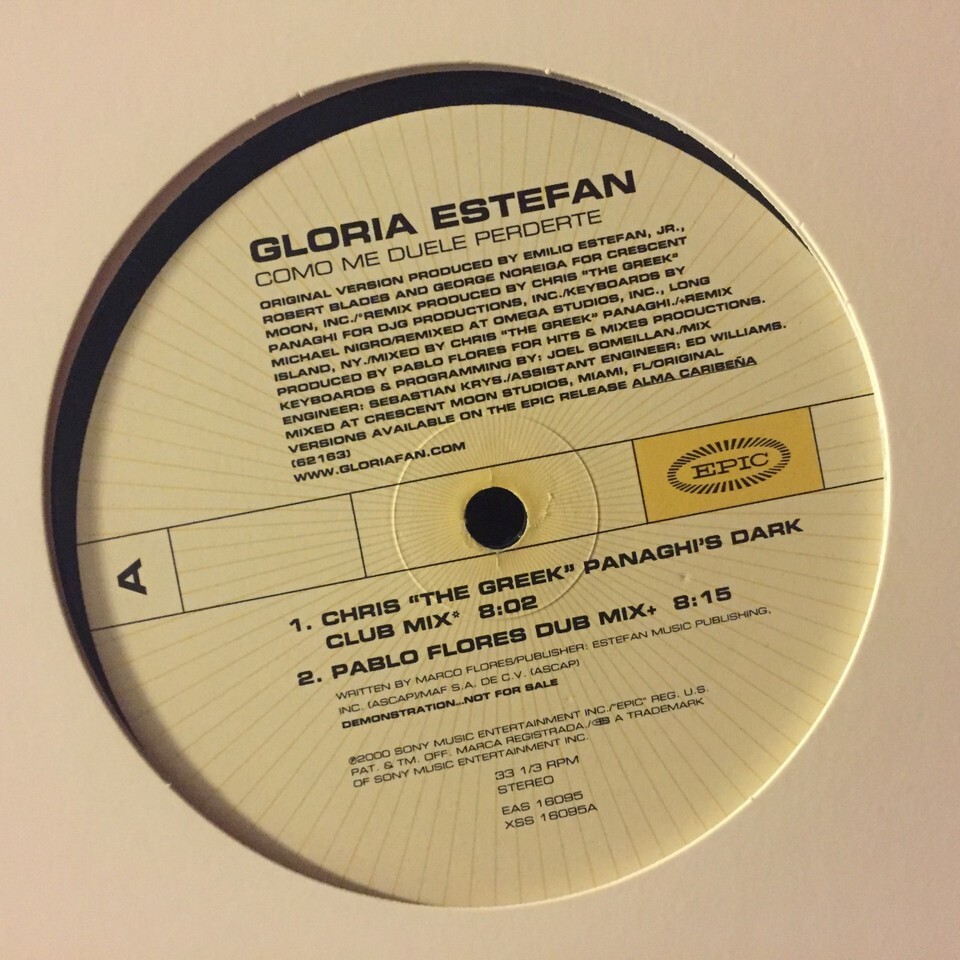 GLORIA ESTEFAN
COMO ME DUELE PERDERTE
ORIGINAL VERSION PRODUCED BY EMILIO ESTEFAN, JR.,
ROBERT BLADES AND GEORGE NOREIGA FOR CRESCENT
MOON, INC./*REMIX PRODUCED BY CHRIS "THE GREEK"
PANAGHI FOR DJG PRODUCTIONS, INC./KEYBOARDS BY
MICHAEL NIGRO/REMIXED AT OMEGA STUDIOS, INC., LONG
ISLAND, NY./MIXED BY CHRIS "THE GREEK" PANAGHI./+REMIX
PRODUCED BY PABLO FLORES FOR HITS & MIXES PRODUCTIONS.
KEYBOARDS & PROGRAMMING BY: JOEL SOMEILLAN./MIX
ENGINEER: SEBASTIAN KRYS./ASSISTANT ENGINEER: ED WILLIAMS.
MIXED AT CRESCENT MOON STUDIOS, MIAMI, FL/ORIGINAL
VERSIONS AVAILABLE ON THE EPIC RELEASE ALMA CARIBEÑA
(62163)
WWW.GLORIAFAN.COM
EPIC
A
1. CHRIS "THE GREEK" PANAGHI'S DARK
CLUB MIX* 8:02
2. PABLO FLORES DUB MIX+ 8:15
WRITTEN BY MARCO FLORES/PUBLISHER: ESTEFAN MUSIC PUBLISHING,
INC. (ASCAP)/MAF S.A. DE C.V. (ASCAP)
DEMONSTRATION...NOT FOR SALE
℗2000 SONY MUSIC ENTERTAINMENT INC./"EPIC" REG. U.S.
PAT. & TM. OFF. MARCA REGISTRADA./ A TRADEMARK
OF SONY MUSIC ENTERTAINMENT INC.
33 1/3 RPM
STEREO
EAS 16095
XSS 16095A